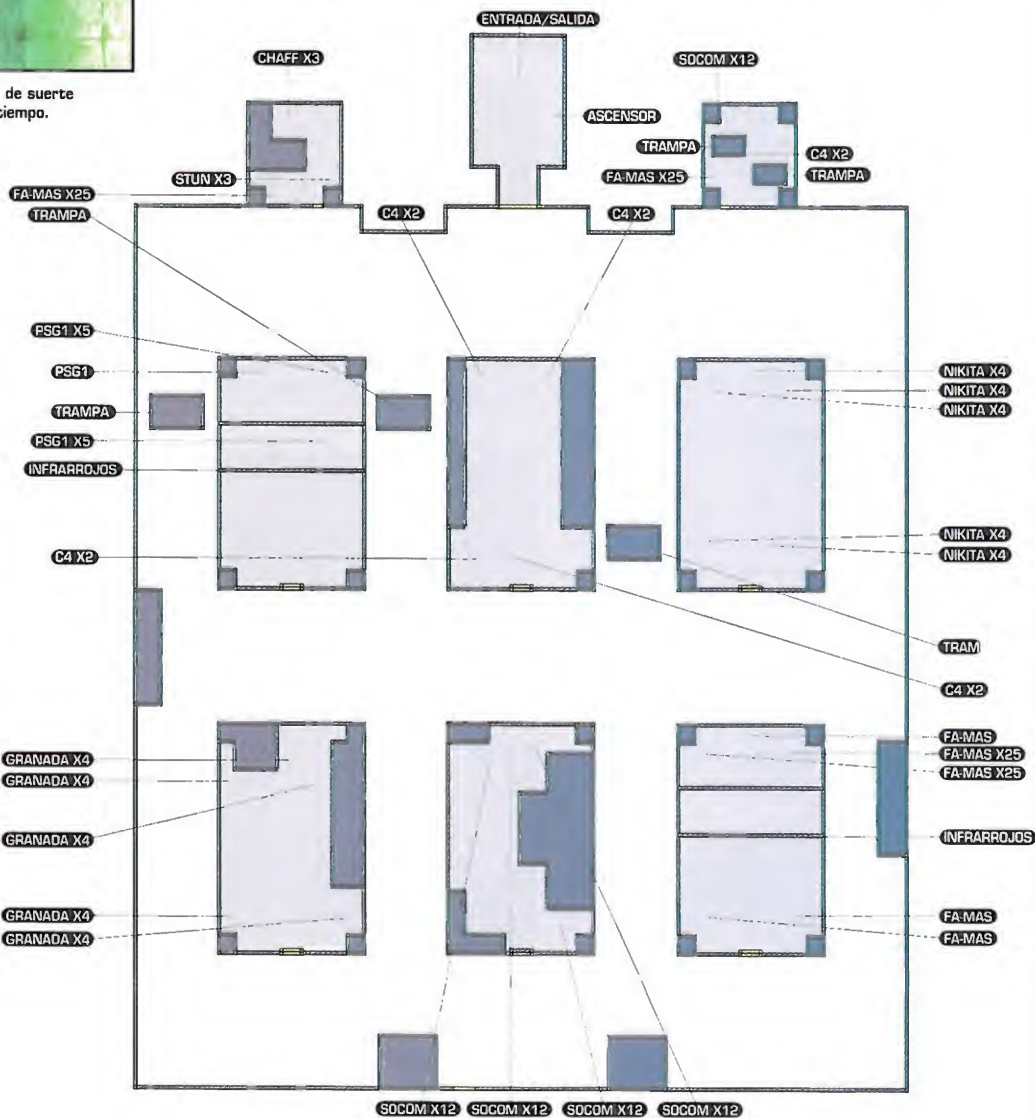 ENTRADA/SALIDA
CHAFF X3
SOCOM X12
de suerte
tiempo.
ASCENSOR
TRAMPA
C4 X2
STUN X3
FA-MAS X25
TRAMPA
FA-MAS X25
TRAMPA
C4 X2
C4 X2
PSG1 X5
PSG1
NIKITA X4
NIKITA X4
TRAMPA
NIKITA X4
PSG1 X5
INFRARROJOS
NIKITA X4
C4 X2
NIKITA X4
TRAM
C4 X2
FA-MAS
GRANADA X4
FA-MAS X25
GRANADA X4
FA-MAS X25
GRANADA X4
INFRARROJOS
GRANADA X4
FA-MAS
GRANADA X4
FA-MAS
SOCOM X12
SOCOM X12
SOCOM X12
SOCOM X12